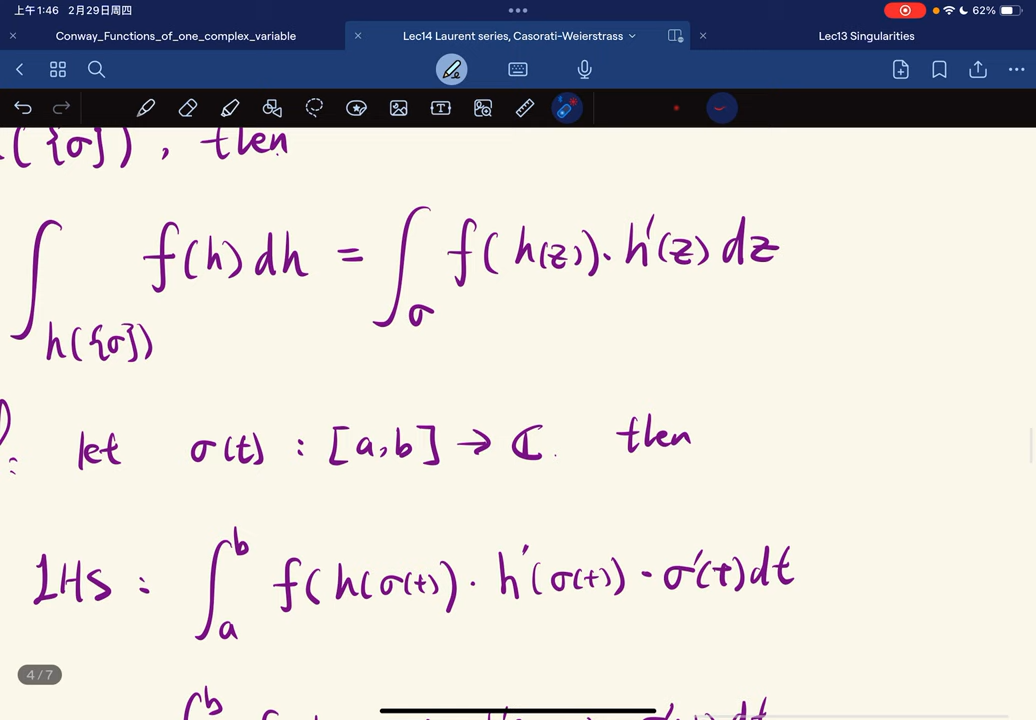 上午1:46 2月29日周四
62%
Conway_Functions_of_one_complex_variable
Lec14 Laurent series, Casorati-Weierstrass
Lec13 Singularities
({σ}), then
∫_{h({σ})} f(h) dh = ∫_σ f(h(z))·h'(z) dz
let σ(t) : [a,b] → ℂ. then
LHS : ∫_a^b f(h(σ(t)) · h'(σ(t)) · σ'(t) dt
4/7